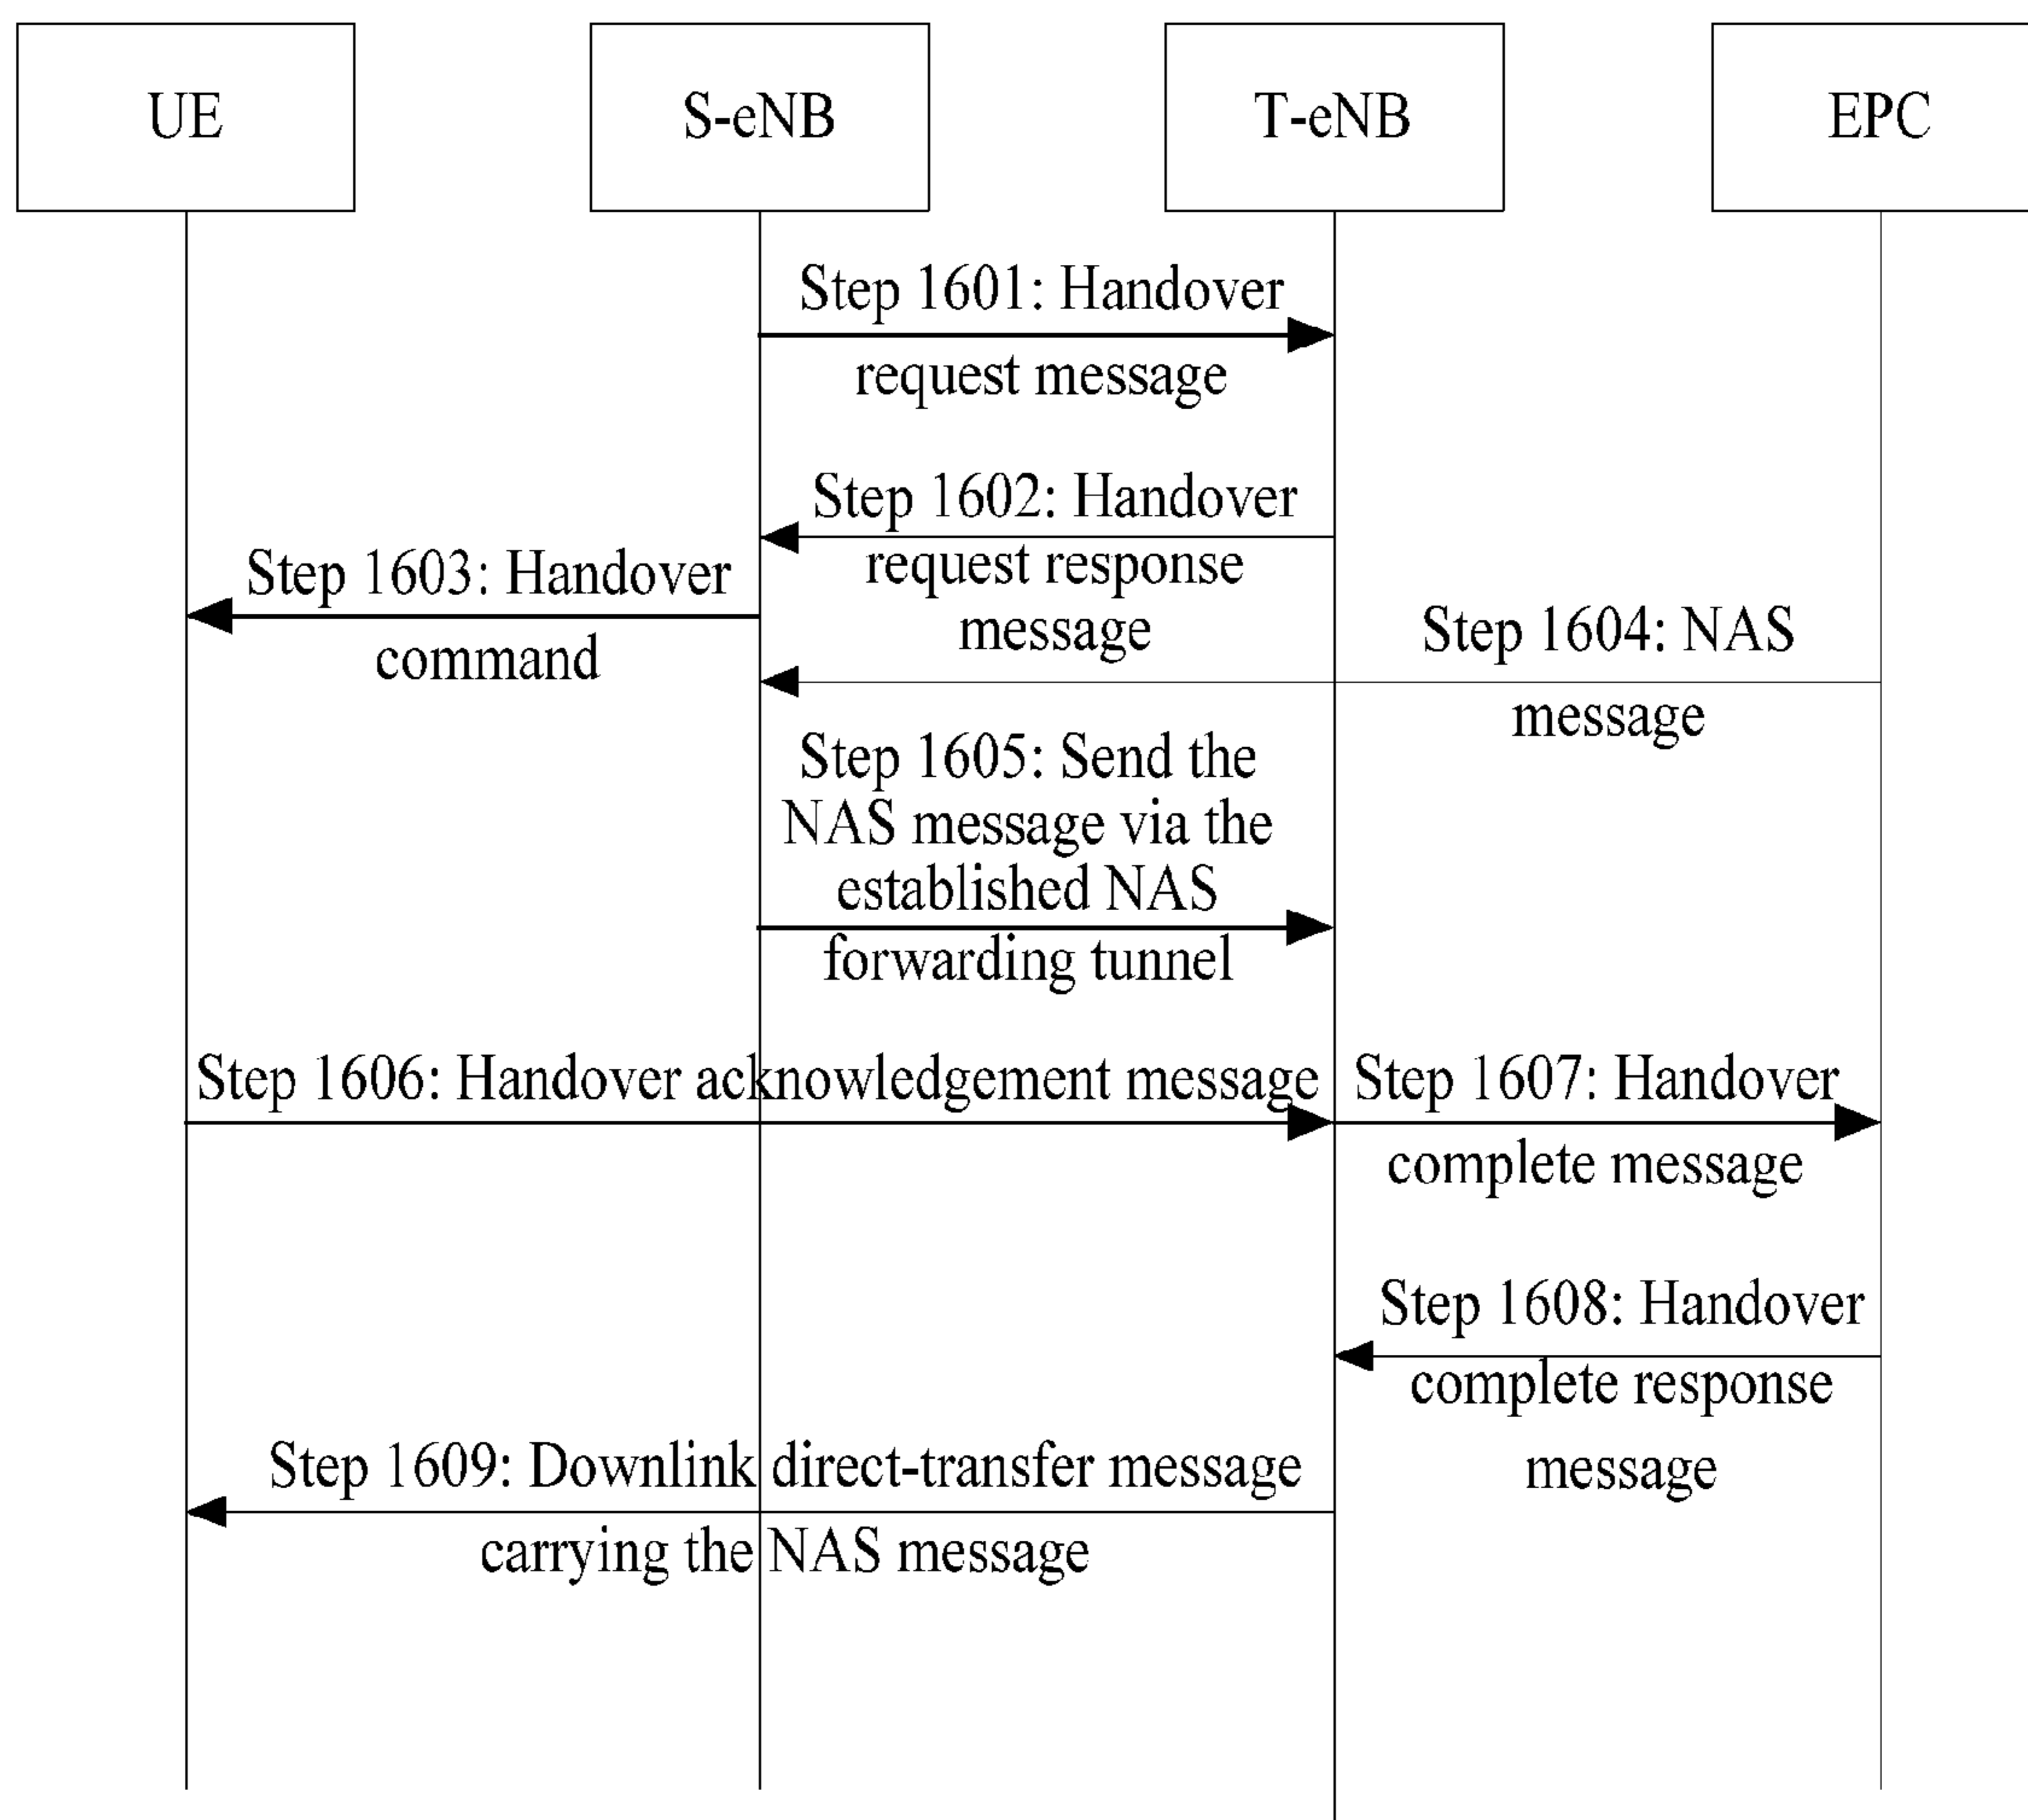 UE
S-eNB
T-eNB
EPC
Step 1601: Handover
request message
Step 1602: Handover
request response
message
Step 1603: Handover
command
Step 1604: NAS
message
Step 1605: Send the
NAS message via the
established NAS
forwarding tunnel
Step 1606: Handover acknowledgement message
Step 1607: Handover
complete message
Step 1608: Handover
complete response
message
Step 1609: Downlink direct-transfer message
carrying the NAS message